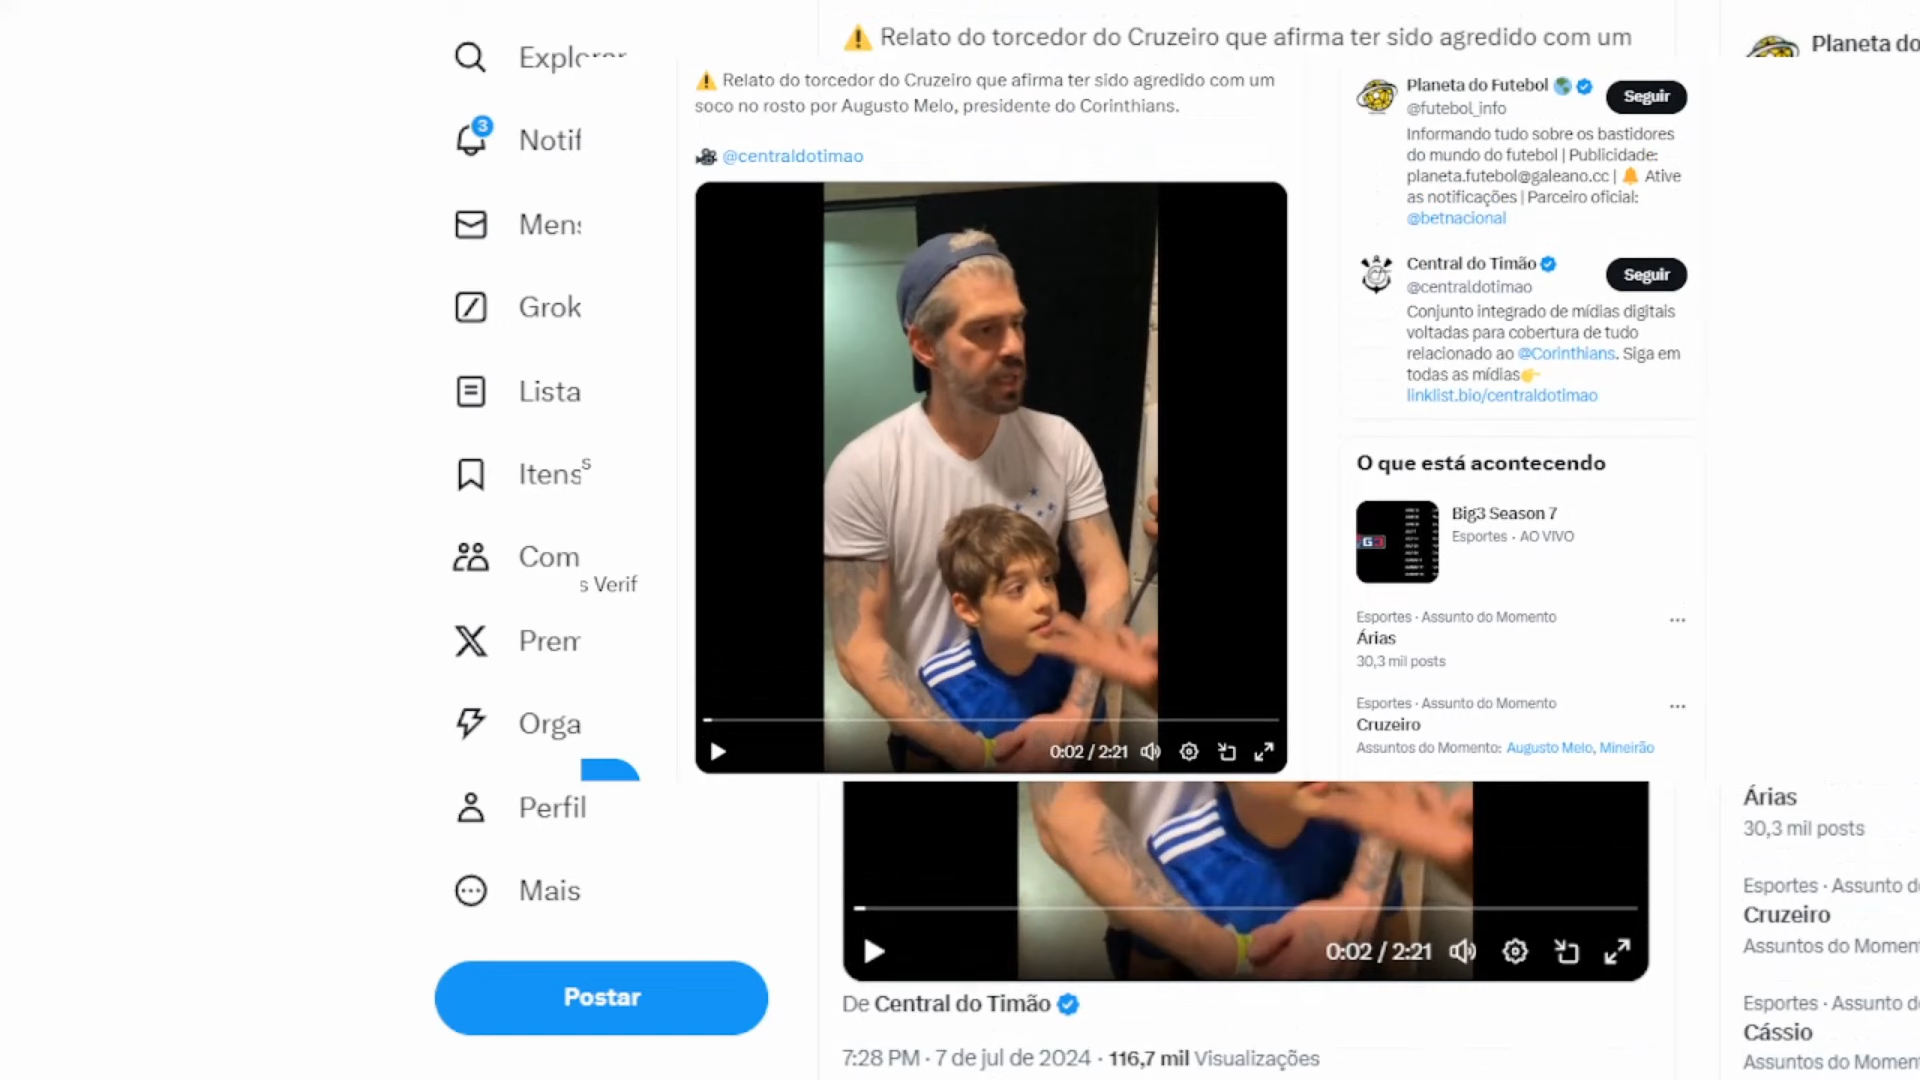 Explorer
3
Notif
Mens
Grok
Lista
Itens
s
Com
s Verif
Prem
Orga
Perfil
Mais
Postar
⚠️ Relato do torcedor do Cruzeiro que afirma ter sido agredido com um
⚠️ Relato do torcedor do Cruzeiro que afirma ter sido agredido com um
soco no rosto por Augusto Melo, presidente do Corinthians.
@centraldotimao
0:02 / 2:21
0:02 / 2:21
De Central do Timão
7:28 PM · 7 de jul de 2024 · 116,7 mil Visualizações
Planeta do
Planeta do Futebol
Seguir
@futebol_info
Informando tudo sobre os bastidores
do mundo do futebol | Publicidade:
planeta.futebol@galeano.cc | 🔔 Ative
as notificações | Parceiro oficial:
@betnacional
Central do Timão
Seguir
@centraldotimao
Conjunto integrado de mídias digitais
voltadas para cobertura de tudo
relacionado ao @Corinthians. Siga em
todas as mídias👉
linklist.bio/centraldotimao
O que está acontecendo
G3
Big3 Season 7
Esportes · AO VIVO
Esportes · Assunto do Momento
Árias
30,3 mil posts
Esportes · Assunto do Momento
Cruzeiro
Assuntos do Momento: Augusto Melo, Mineirão
Árias
30,3 mil posts
Esportes · Assunto d
Cruzeiro
Assuntos do Momen
Esportes · Assunto d
Cássio
Assuntos do Momen